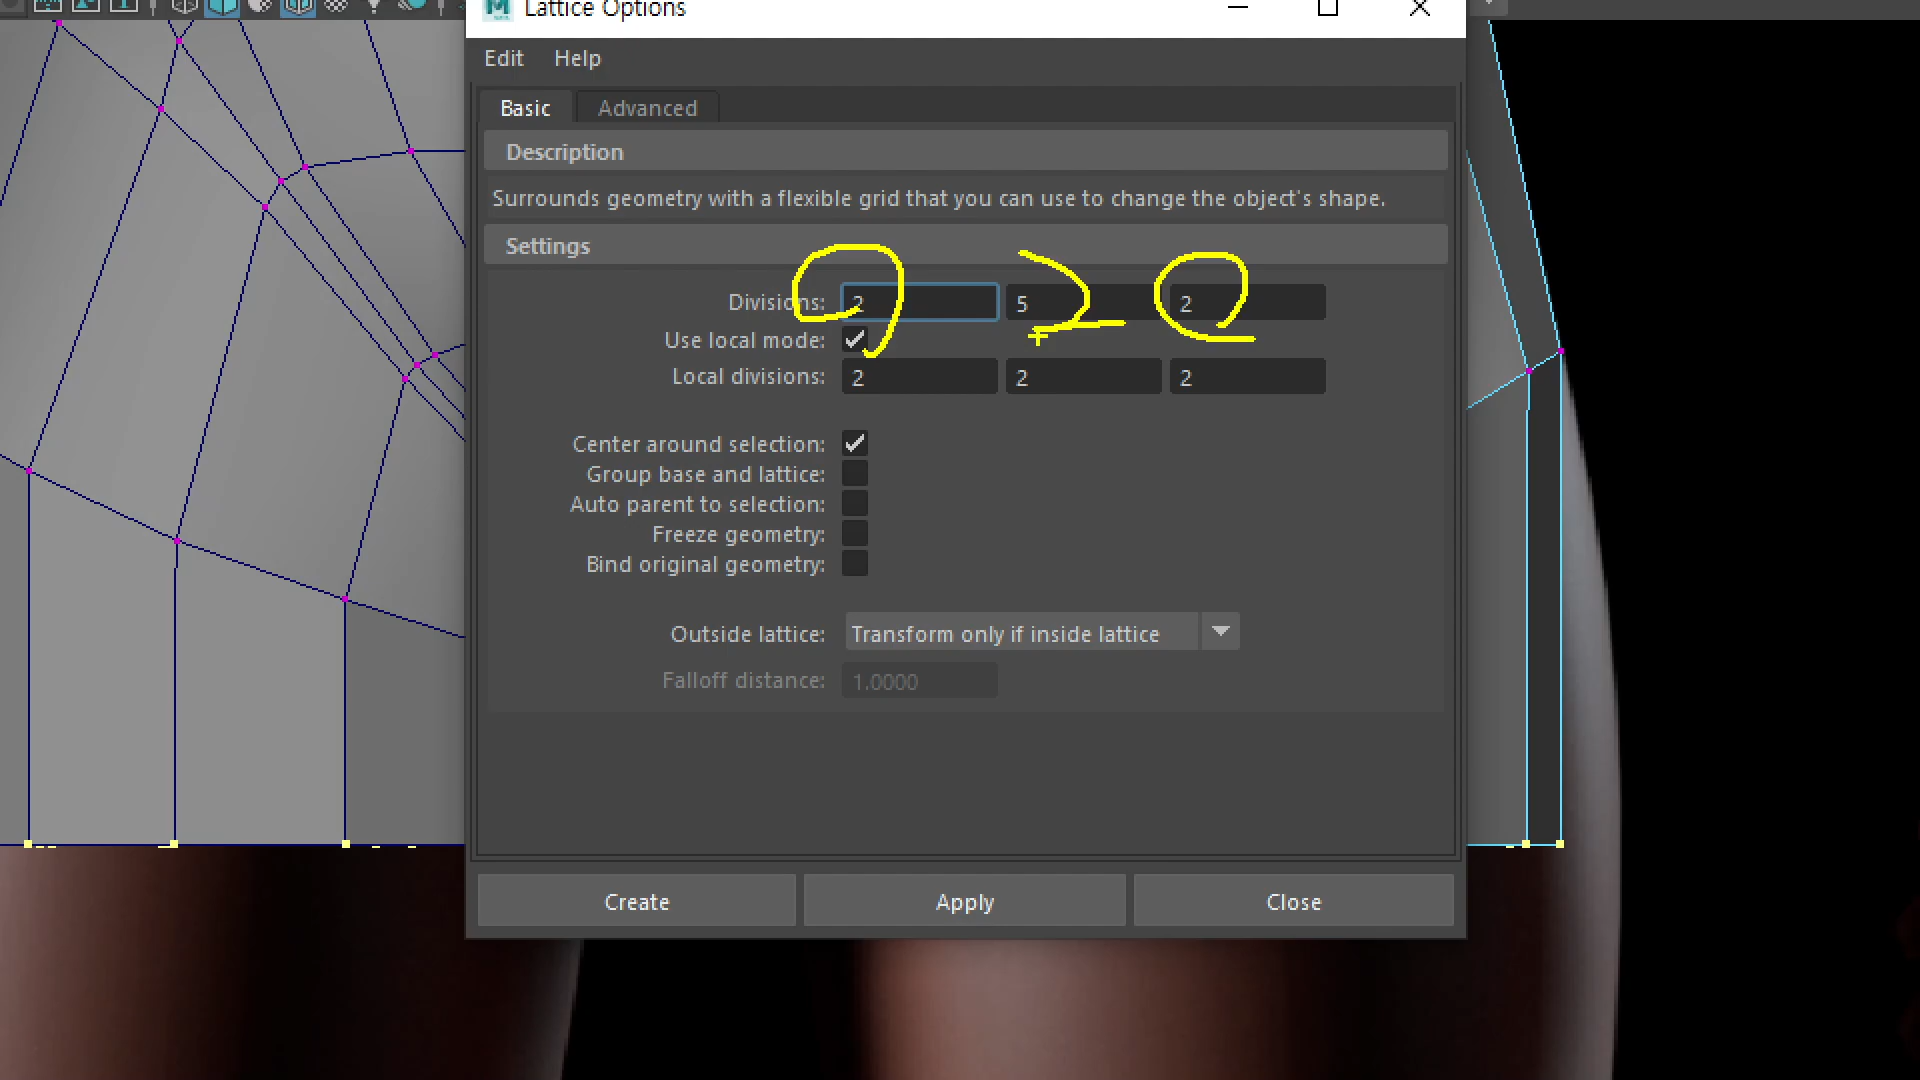 Lattice Options
Edit Help
Basic Advanced
Description
Surrounds geometry with a flexible grid that you can use to change the object's shape.
Settings
Divisions: 2 5 2
2
Use local mode:
Local divisions: 2 2 2
Center around selection:
Group base and lattice:
Auto parent to selection:
Freeze geometry:
Bind original geometry:
Outside lattice: Transform only if inside lattice
Falloff distance: 1.0000
Create Apply Close